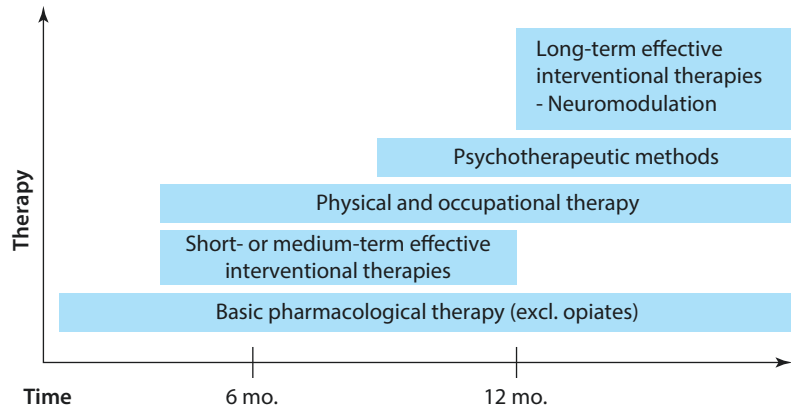 Long-term effective
interventional therapies
- Neuromodulation
Psychotherapeutic methods
Physical and occupational therapy
Short- or medium-term effective
interventional therapies
Basic pharmacological therapy (excl. opiates)
Therapy
Time
6 mo.
12 mo.